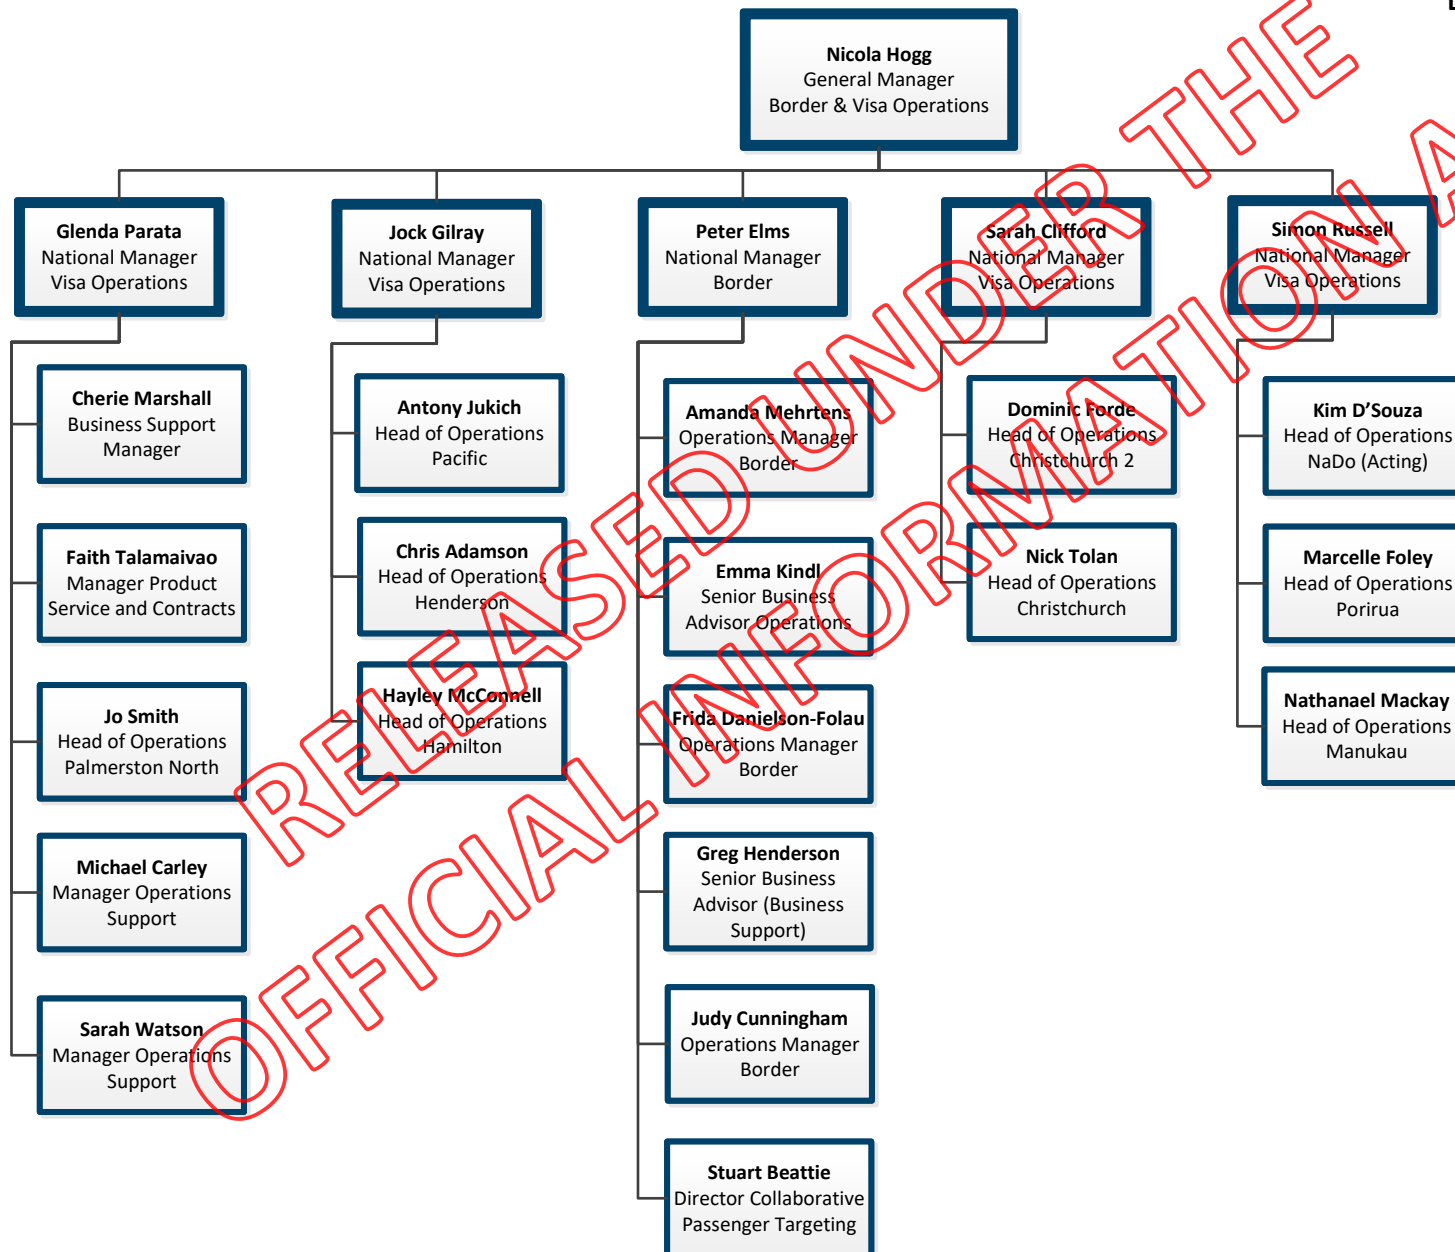 Nicola Hogg
General Manager
Border & Visa Operations
Glenda Parata
National Manager
Visa Operations
Jock Gilray
National Manager
Visa Operations
Peter Elms
National Manager
Border
Sarah Clifford
National Manager
Visa Operations
Simon Russell
National Manager
Visa Operations
Cherie Marshall
Business Support
Manager
Faith Talamaivao
Manager Product
Service and Contracts
Jo Smith
Head of Operations
Palmerston North
Michael Carley
Manager Operations
Support
Sarah Watson
Manager Operations
Support
Antony Jukich
Head of Operations
Pacific
Chris Adamson
Head of Operations
Henderson
Hayley McConnell
Head of Operations
Hamilton
Amanda Mehrtens
Operations Manager
Border
Emma Kindl
Senior Business
Advisor Operations
Frida Danielson-Folau
Operations Manager
Border
Greg Henderson
Senior Business
Advisor (Business
Support)
Judy Cunningham
Operations Manager
Border
Stuart Beattie
Director Collaborative
Passenger Targeting
Dominic Forde
Head of Operations
Christchurch 2
Nick Tolan
Head of Operations
Christchurch
Kim D’Souza
Head of Operations
NaDo (Acting)
Marcelle Foley
Head of Operations
Porirua
Nathanael Mackay
Head of Operations
Manukau
RELEASED UNDER THE
OFFICIAL INFORMATION A